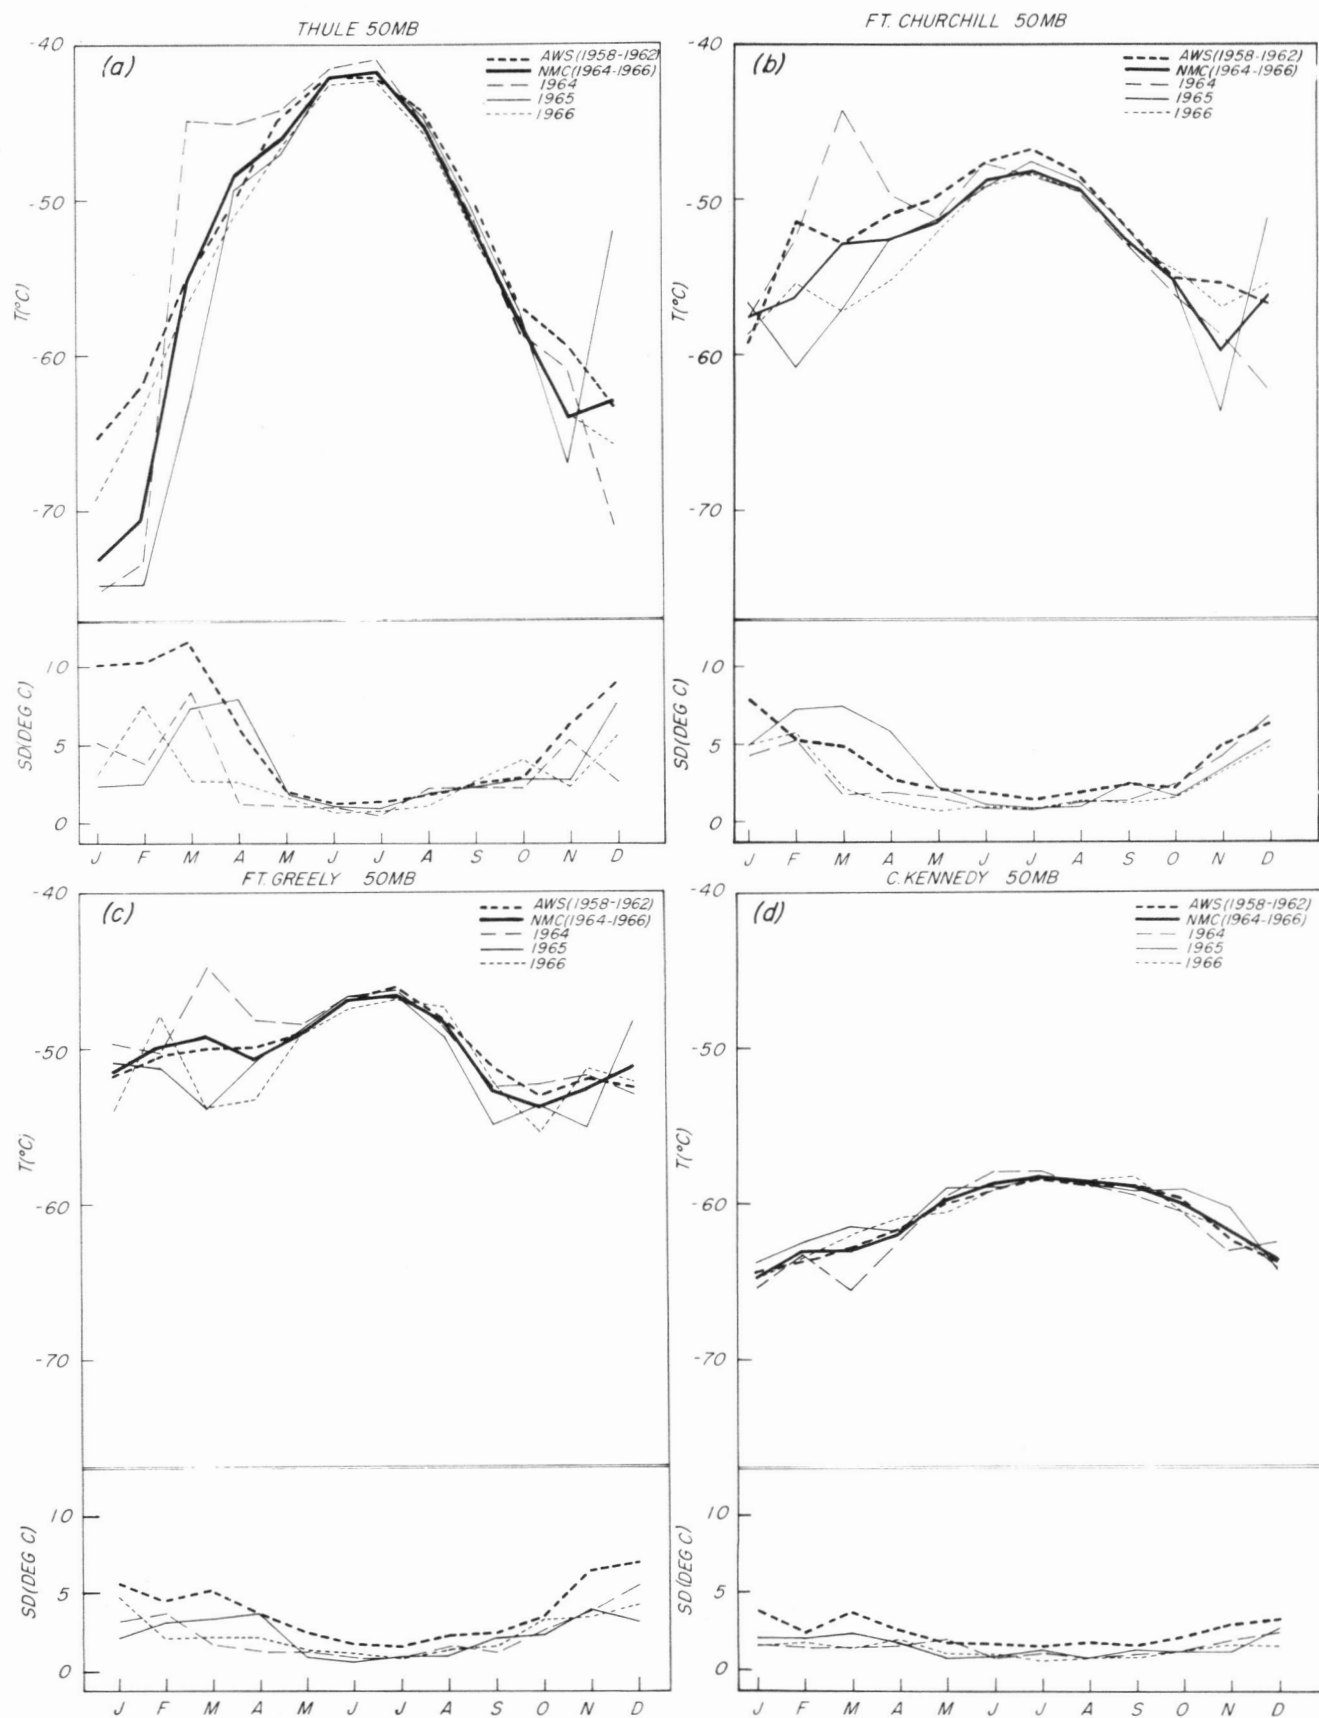 THULE 50MB
(a)
AWS(1958-1962)
NMC(1964-1966)
1964
1965
1966
-40
-50
-60
-70
T(°C)
10
5
0
SD(DEG C)
J F M A M J J A S O N D
FT. CHURCHILL 50MB
(b)
AWS(1958-1962)
NMC(1964-1966)
1964
1965
1966
-40
-50
-60
-70
T(°C)
10
5
0
SD(DEG C)
J F M A M J J A S O N D
FT. GREELY 50MB
(c)
AWS(1958-1962)
NMC(1964-1966)
1964
1965
1966
-40
-50
-60
-70
T(°C)
10
5
0
SD(DEG C)
J F M A M J J A S O N D
C. KENNEDY 50MB
(d)
AWS(1958-1962)
NMC(1964-1966)
1964
1965
1966
-40
-50
-60
-70
T(°C)
10
5
0
SD(DEG C)
J F M A M J J A S O N D